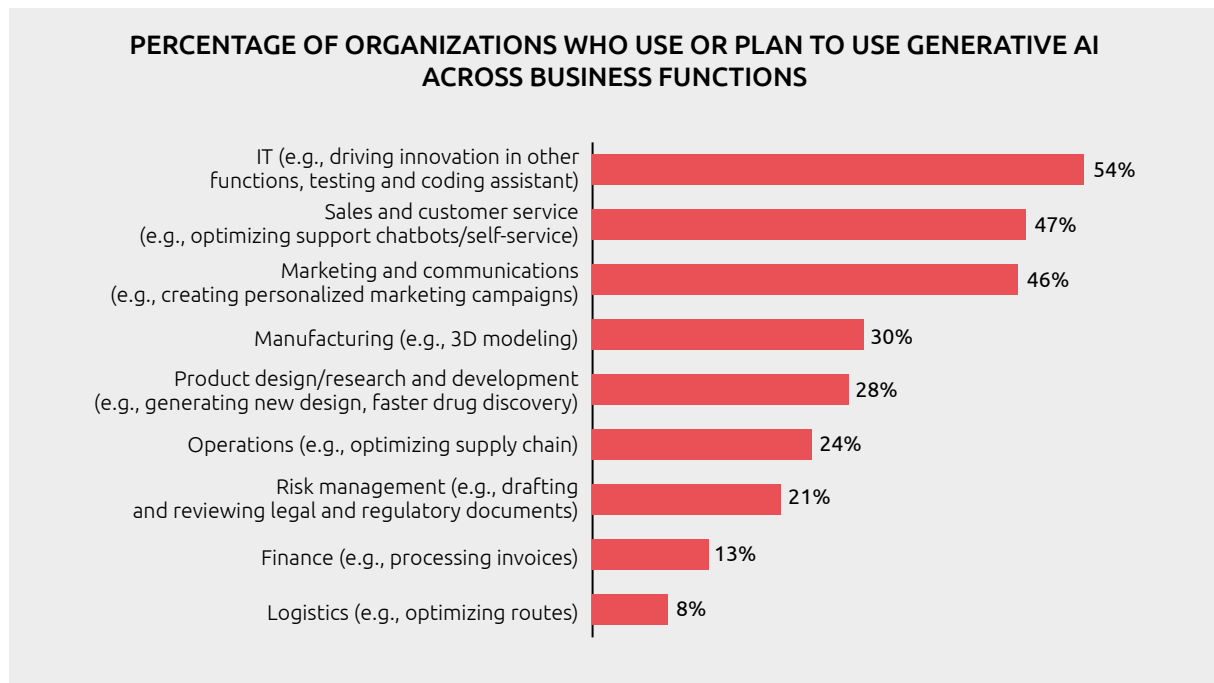 PERCENTAGE OF ORGANIZATIONS WHO USE OR PLAN TO USE GENERATIVE AI
ACROSS BUSINESS FUNCTIONS
IT (e.g., driving innovation in other
functions, testing and coding assistant)
54%
Sales and customer service
(e.g., optimizing support chatbots/self-service)
47%
Marketing and communications
(e.g., creating personalized marketing campaigns)
46%
Manufacturing (e.g., 3D modeling)
30%
Product design/research and development
(e.g., generating new design, faster drug discovery)
28%
Operations (e.g., optimizing supply chain)
24%
Risk management (e.g., drafting
and reviewing legal and regulatory documents)
21%
Finance (e.g., processing invoices)
13%
Logistics (e.g., optimizing routes)
8%